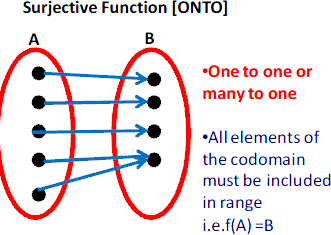 Surjective Function [ONTO]
A
B
•One to one or
many to one
•All elements of
the codomain
must be included
in range
i.e.f(A) =B